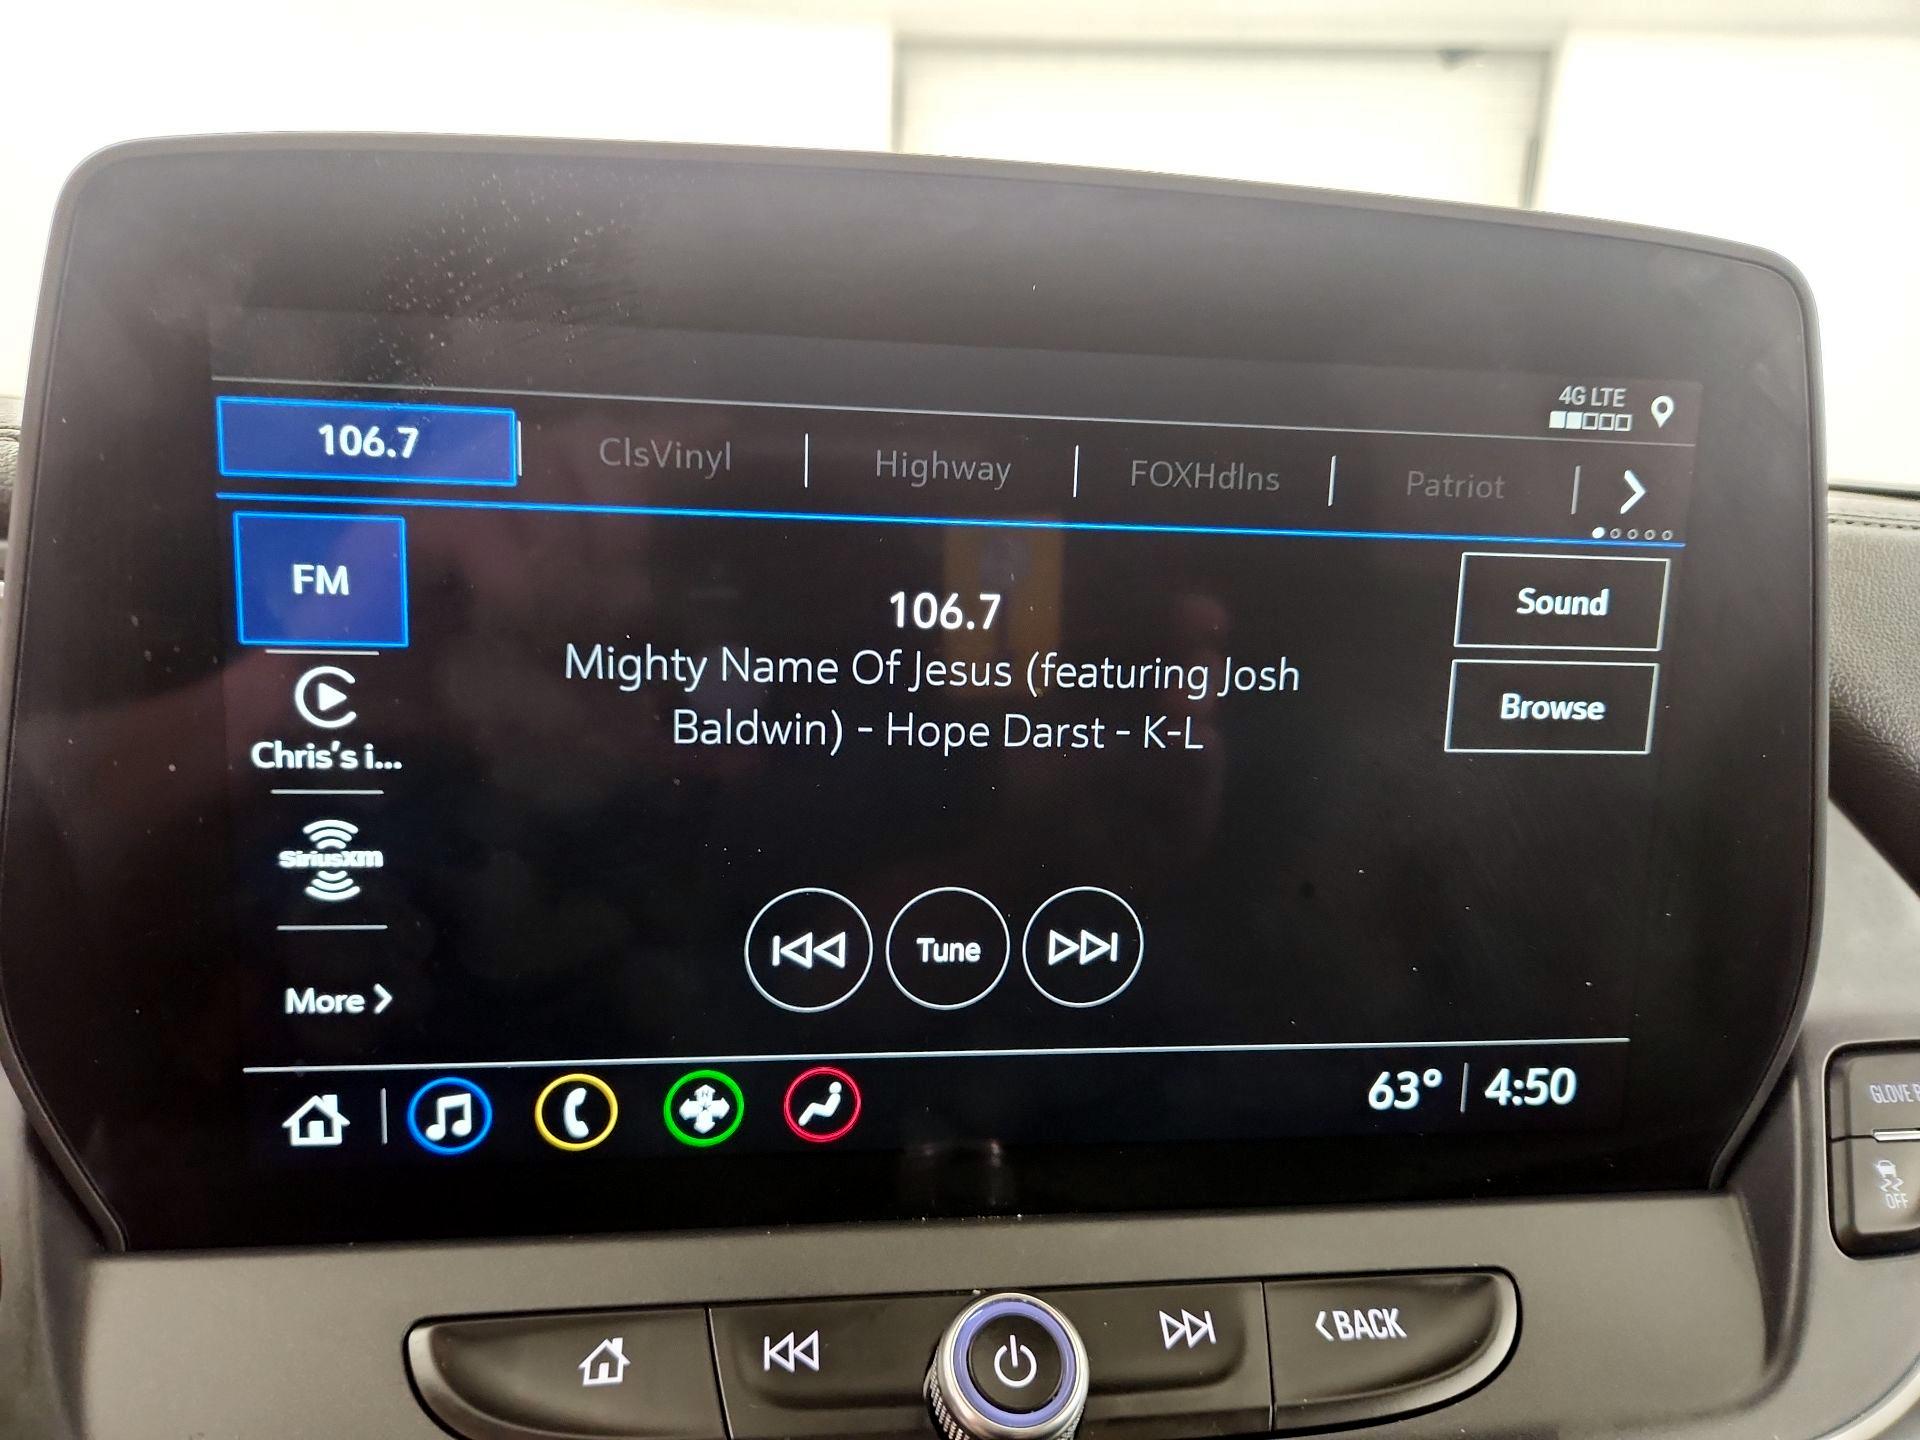 4G LTE
106.7
ClsVinyl
Highway
FOXHdlns
Patriot
FM
106.7
Mighty Name Of Jesus (featuring Josh
Baldwin) - Hope Darst - K-L
Sound
Browse
Chris's i...
SiriusXM
More
Tune
63° 4:50
GLOVE
OFF
BACK